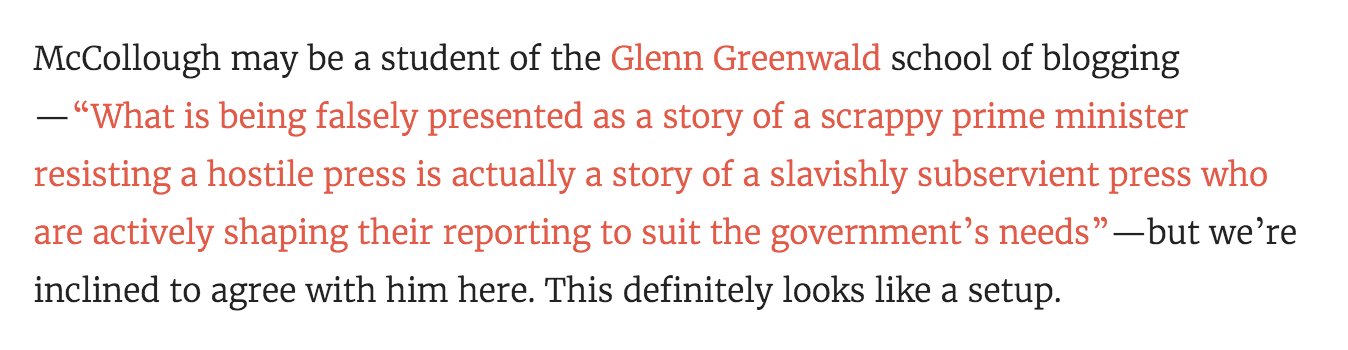 McCollough may be a student of the Glenn Greenwald school of blogging
—“What is being falsely presented as a story of a scrappy prime minister
resisting a hostile press is actually a story of a slavishly subservient press who
are actively shaping their reporting to suit the government’s needs”—but we’re
inclined to agree with him here. This definitely looks like a setup.